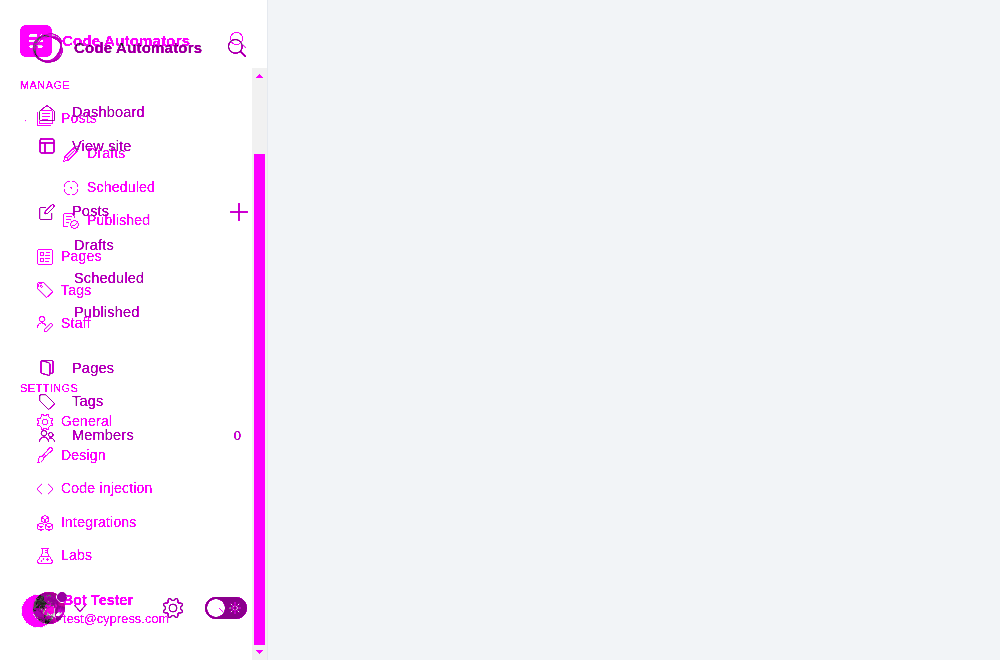 Code Automators
Code Automators
MANAGE
Dashboard
Posts
View site
Drafts
Scheduled
Posts
Published
Drafts
Pages
Scheduled
Tags
Published
Staff
Pages
SETTINGS
Tags
General
Members 0
Design
Code injection
Integrations
Labs
Bot Tester
test@cypress.com